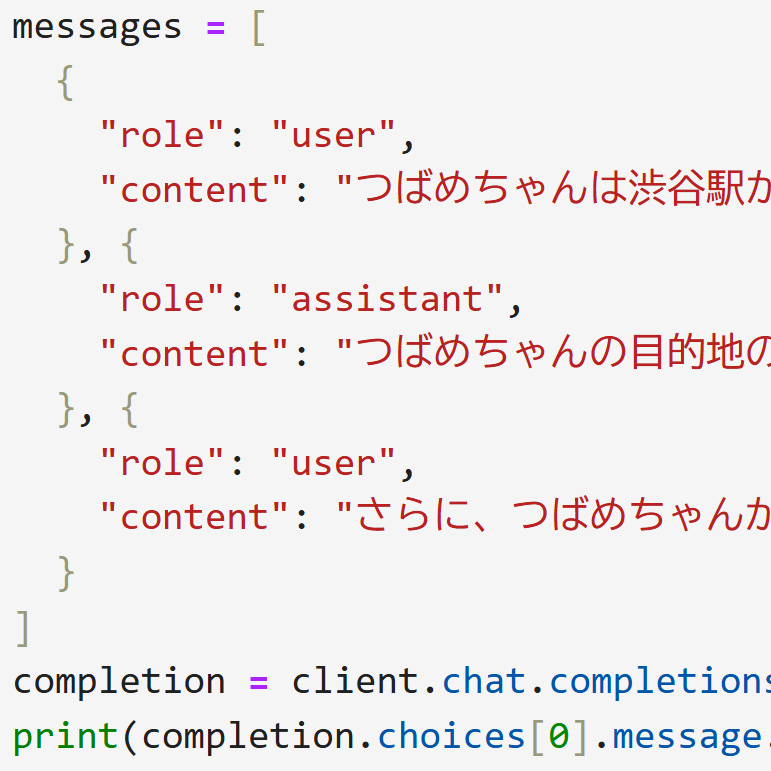 messages = [
  {
    "role": "user",
    "content": "つばめちゃんは渋谷駅か
  }, {
    "role": "assistant",
    "content": "つばめちゃんの目的地の
  }, {
    "role": "user",
    "content": "さらに、つばめちゃんか
  }
]
completion = client.chat.completions
print(completion.choices[0].message.